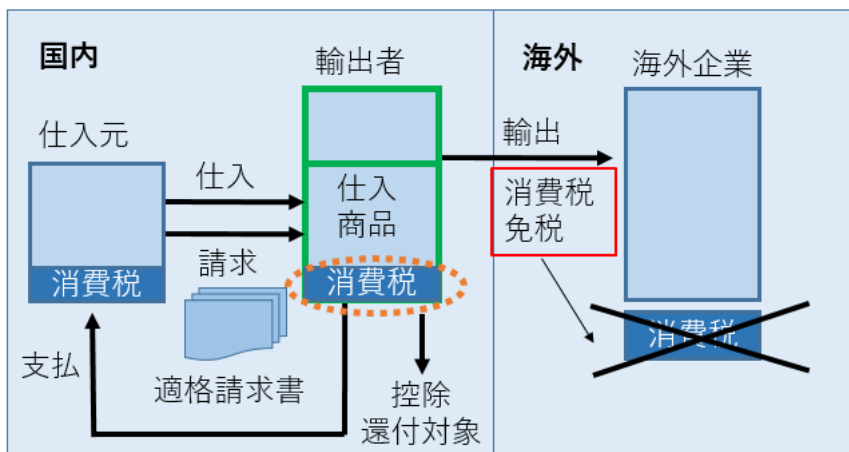 国内
輸出者
海外
海外企業
仕入元
仕入
輸出
仕入
商品
消費税
免税
請求
消費税
消費税
消費税
支払
適格請求書
控除
還付対象